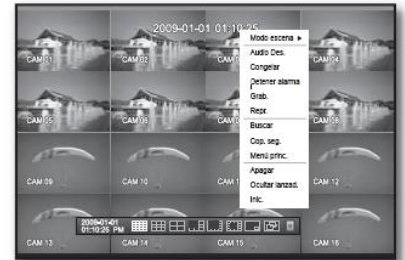 2009-01-01 01:10:25
CAM 01
CAM 02
CAM 04
CAM 05
CAM 06
CAM 08
CAM 09
CAM 10
CAM 12
CAM 13
CAM 14
CAM 15
CAM 16
Modo escena
Audio Des.
Congelar
Detener alarma
Grab.
Repr.
Buscar
Cop. seg.
Menú princ.
Apagar
Ocultar lanzad.
Inic.
2009-01-01
01:10:25 PM